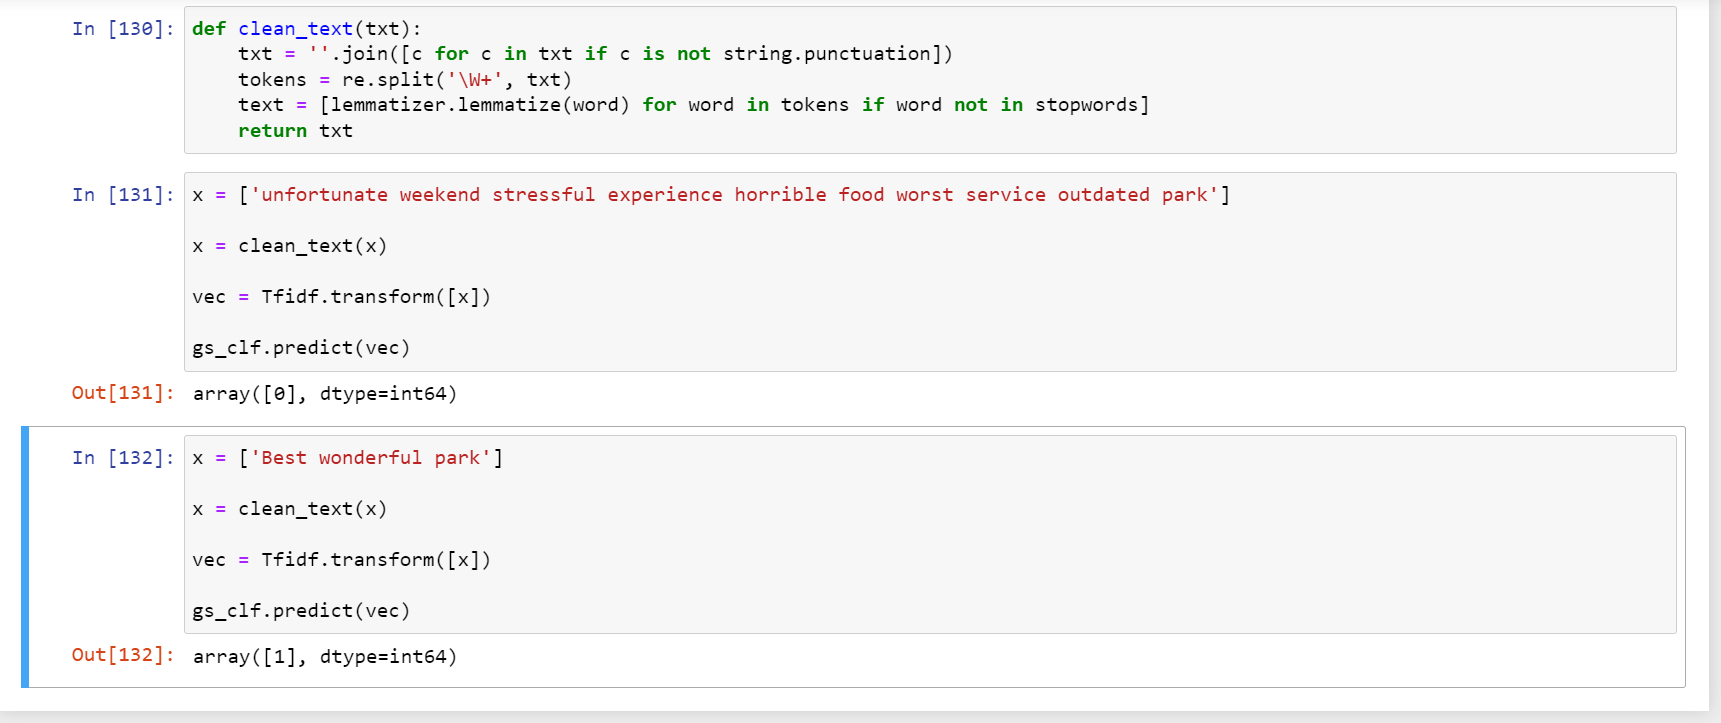 In [130]: def clean_text(txt):
    txt = ''.join([c for c in txt if c is not string.punctuation])
    tokens = re.split('\W+', txt)
    text = [lemmatizer.lemmatize(word) for word in tokens if word not in stopwords]
    return txt
In [131]: x = ['unfortunate weekend stressful experience horrible food worst service outdated park']
x = clean_text(x)
vec = Tfidf.transform([x])
gs_clf.predict(vec)
Out[131]: array([0], dtype=int64)
In [132]: x = ['Best wonderful park']
x = clean_text(x)
vec = Tfidf.transform([x])
gs_clf.predict(vec)
Out[132]: array([1], dtype=int64)